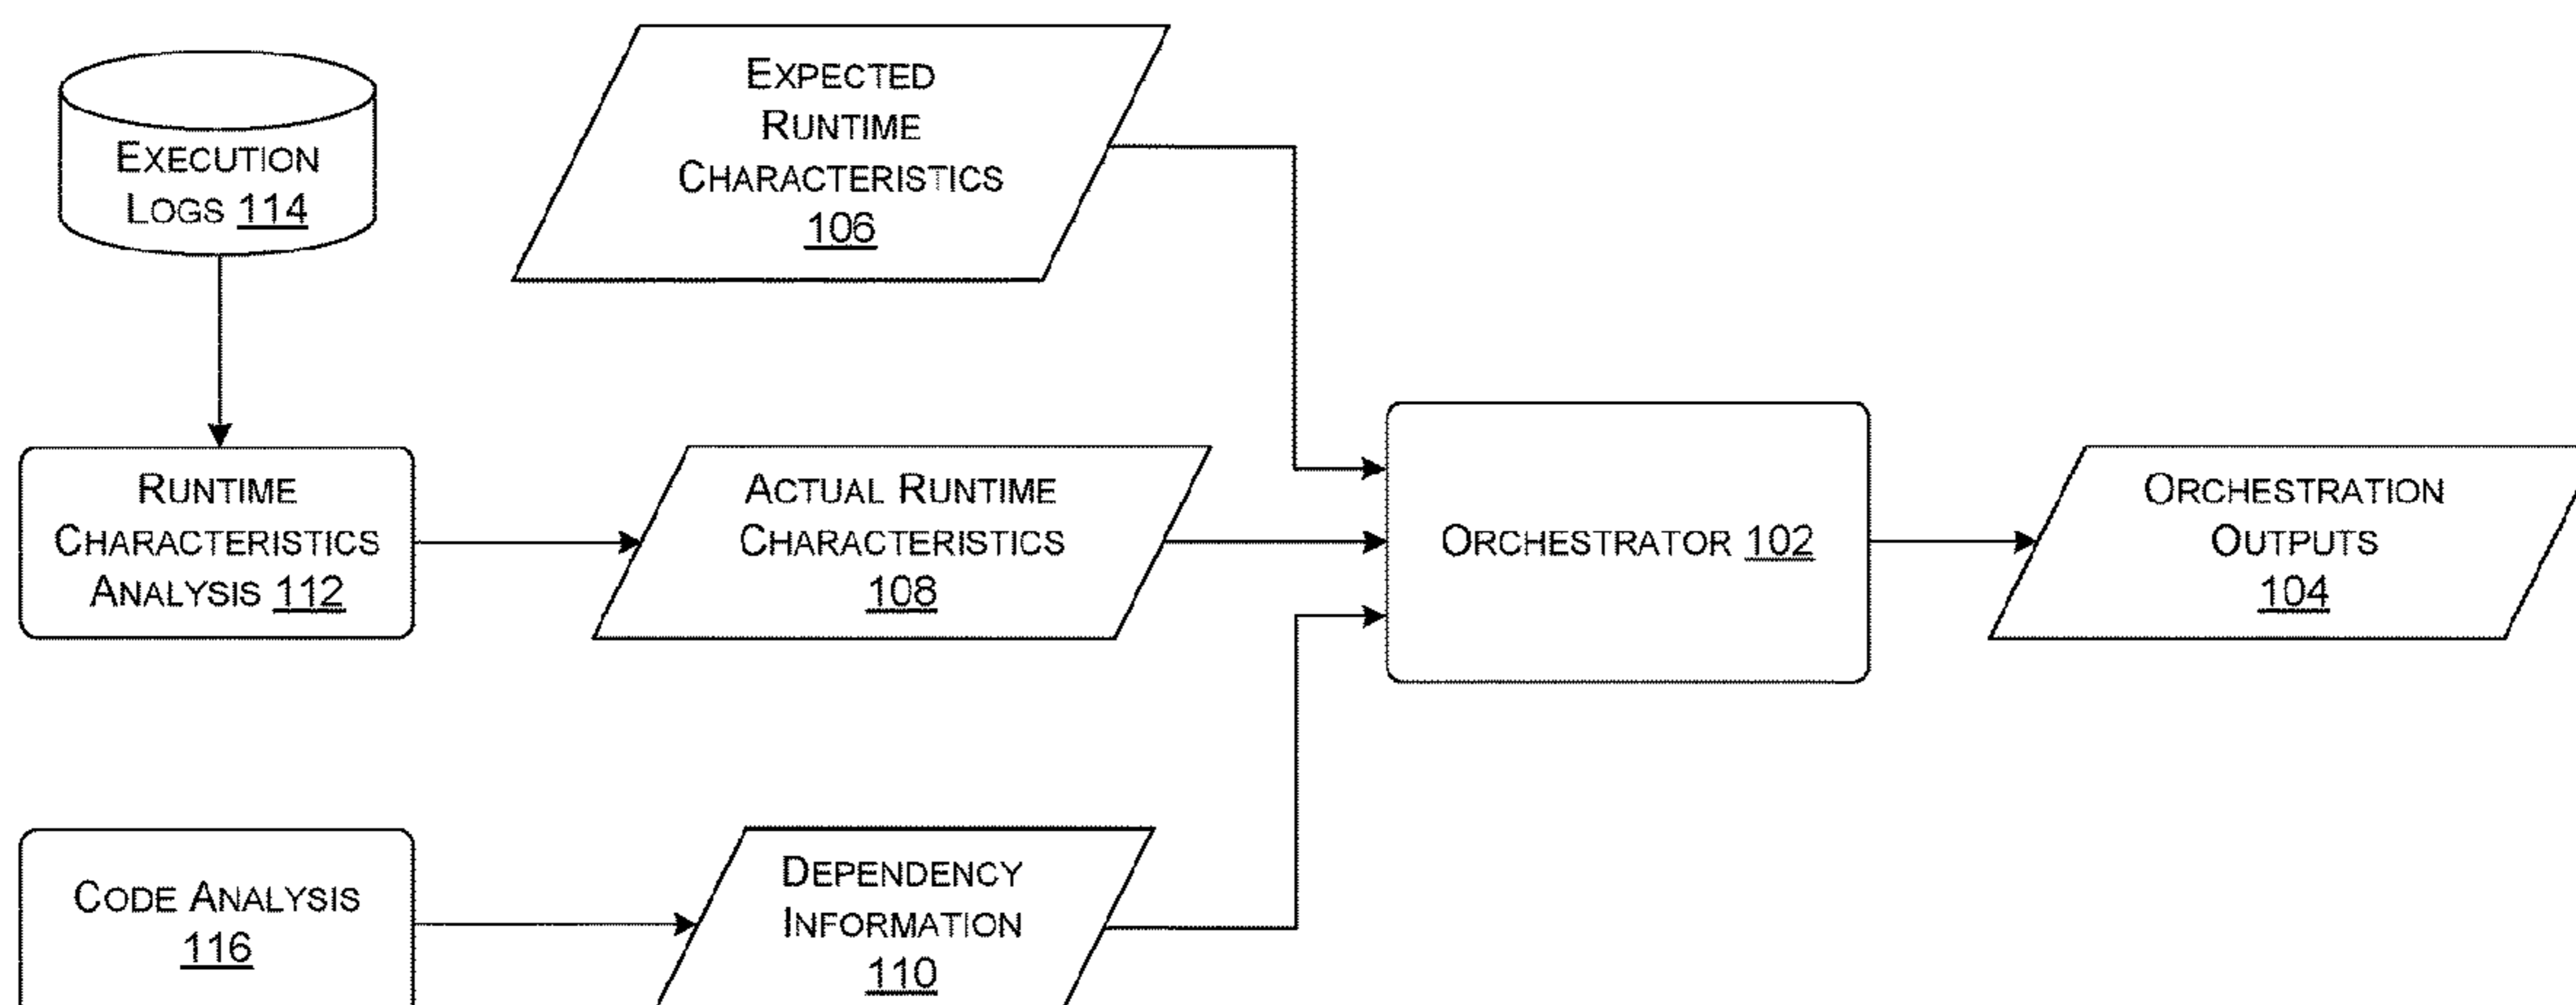 EXECUTION
LOGS 114
EXPECTED
RUNTIME
CHARACTERISTICS
106
RUNTIME
CHARACTERISTICS
ANALYSIS 112
ACTUAL RUNTIME
CHARACTERISTICS
108
ORCHESTRATOR 102
ORCHESTRATION
OUTPUTS
104
CODE ANALYSIS
116
DEPENDENCY
INFORMATION
110